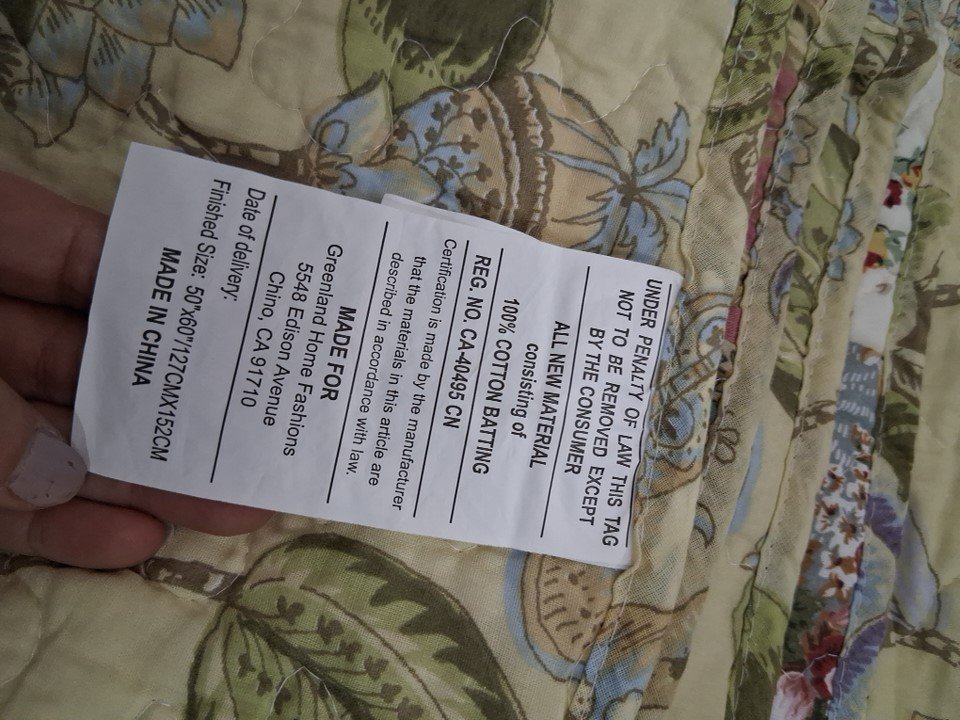 UNDER PENALTY OF LAW THIS TAG
NOT TO BE REMOVED EXCEPT
BY THE CONSUMER
ALL NEW MATERIAL
consisting of
100% COTTON BATTING
REG. NO, CA-40495 CN
Certification is made by the manufacturer
that the materials in this article are
described in accordance with law.
MADE FOR
Greenland Home Fashions
5548 Edison Avenue
Chino, CA 91710
Date of delivery:
Finished Size: 50"x60"/127CMX152CM
MADE IN CHINA